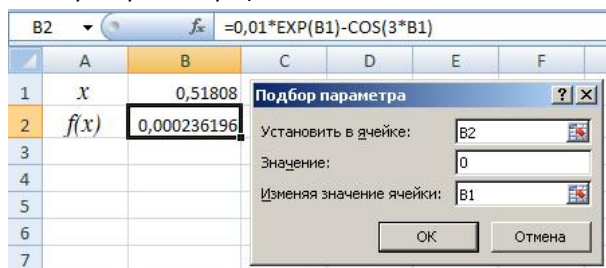 B2 fx =0,01*EXP(B1)-COS(3*B1)
A B C D E F
1 x 0,51808
2 f(x) 0,000236196
3
4
5
6
7
Подбор параметра ? ×
Установить в ячейке: B2
Значение: 0
Изменяя значение ячейки: B1
ОК Отмена